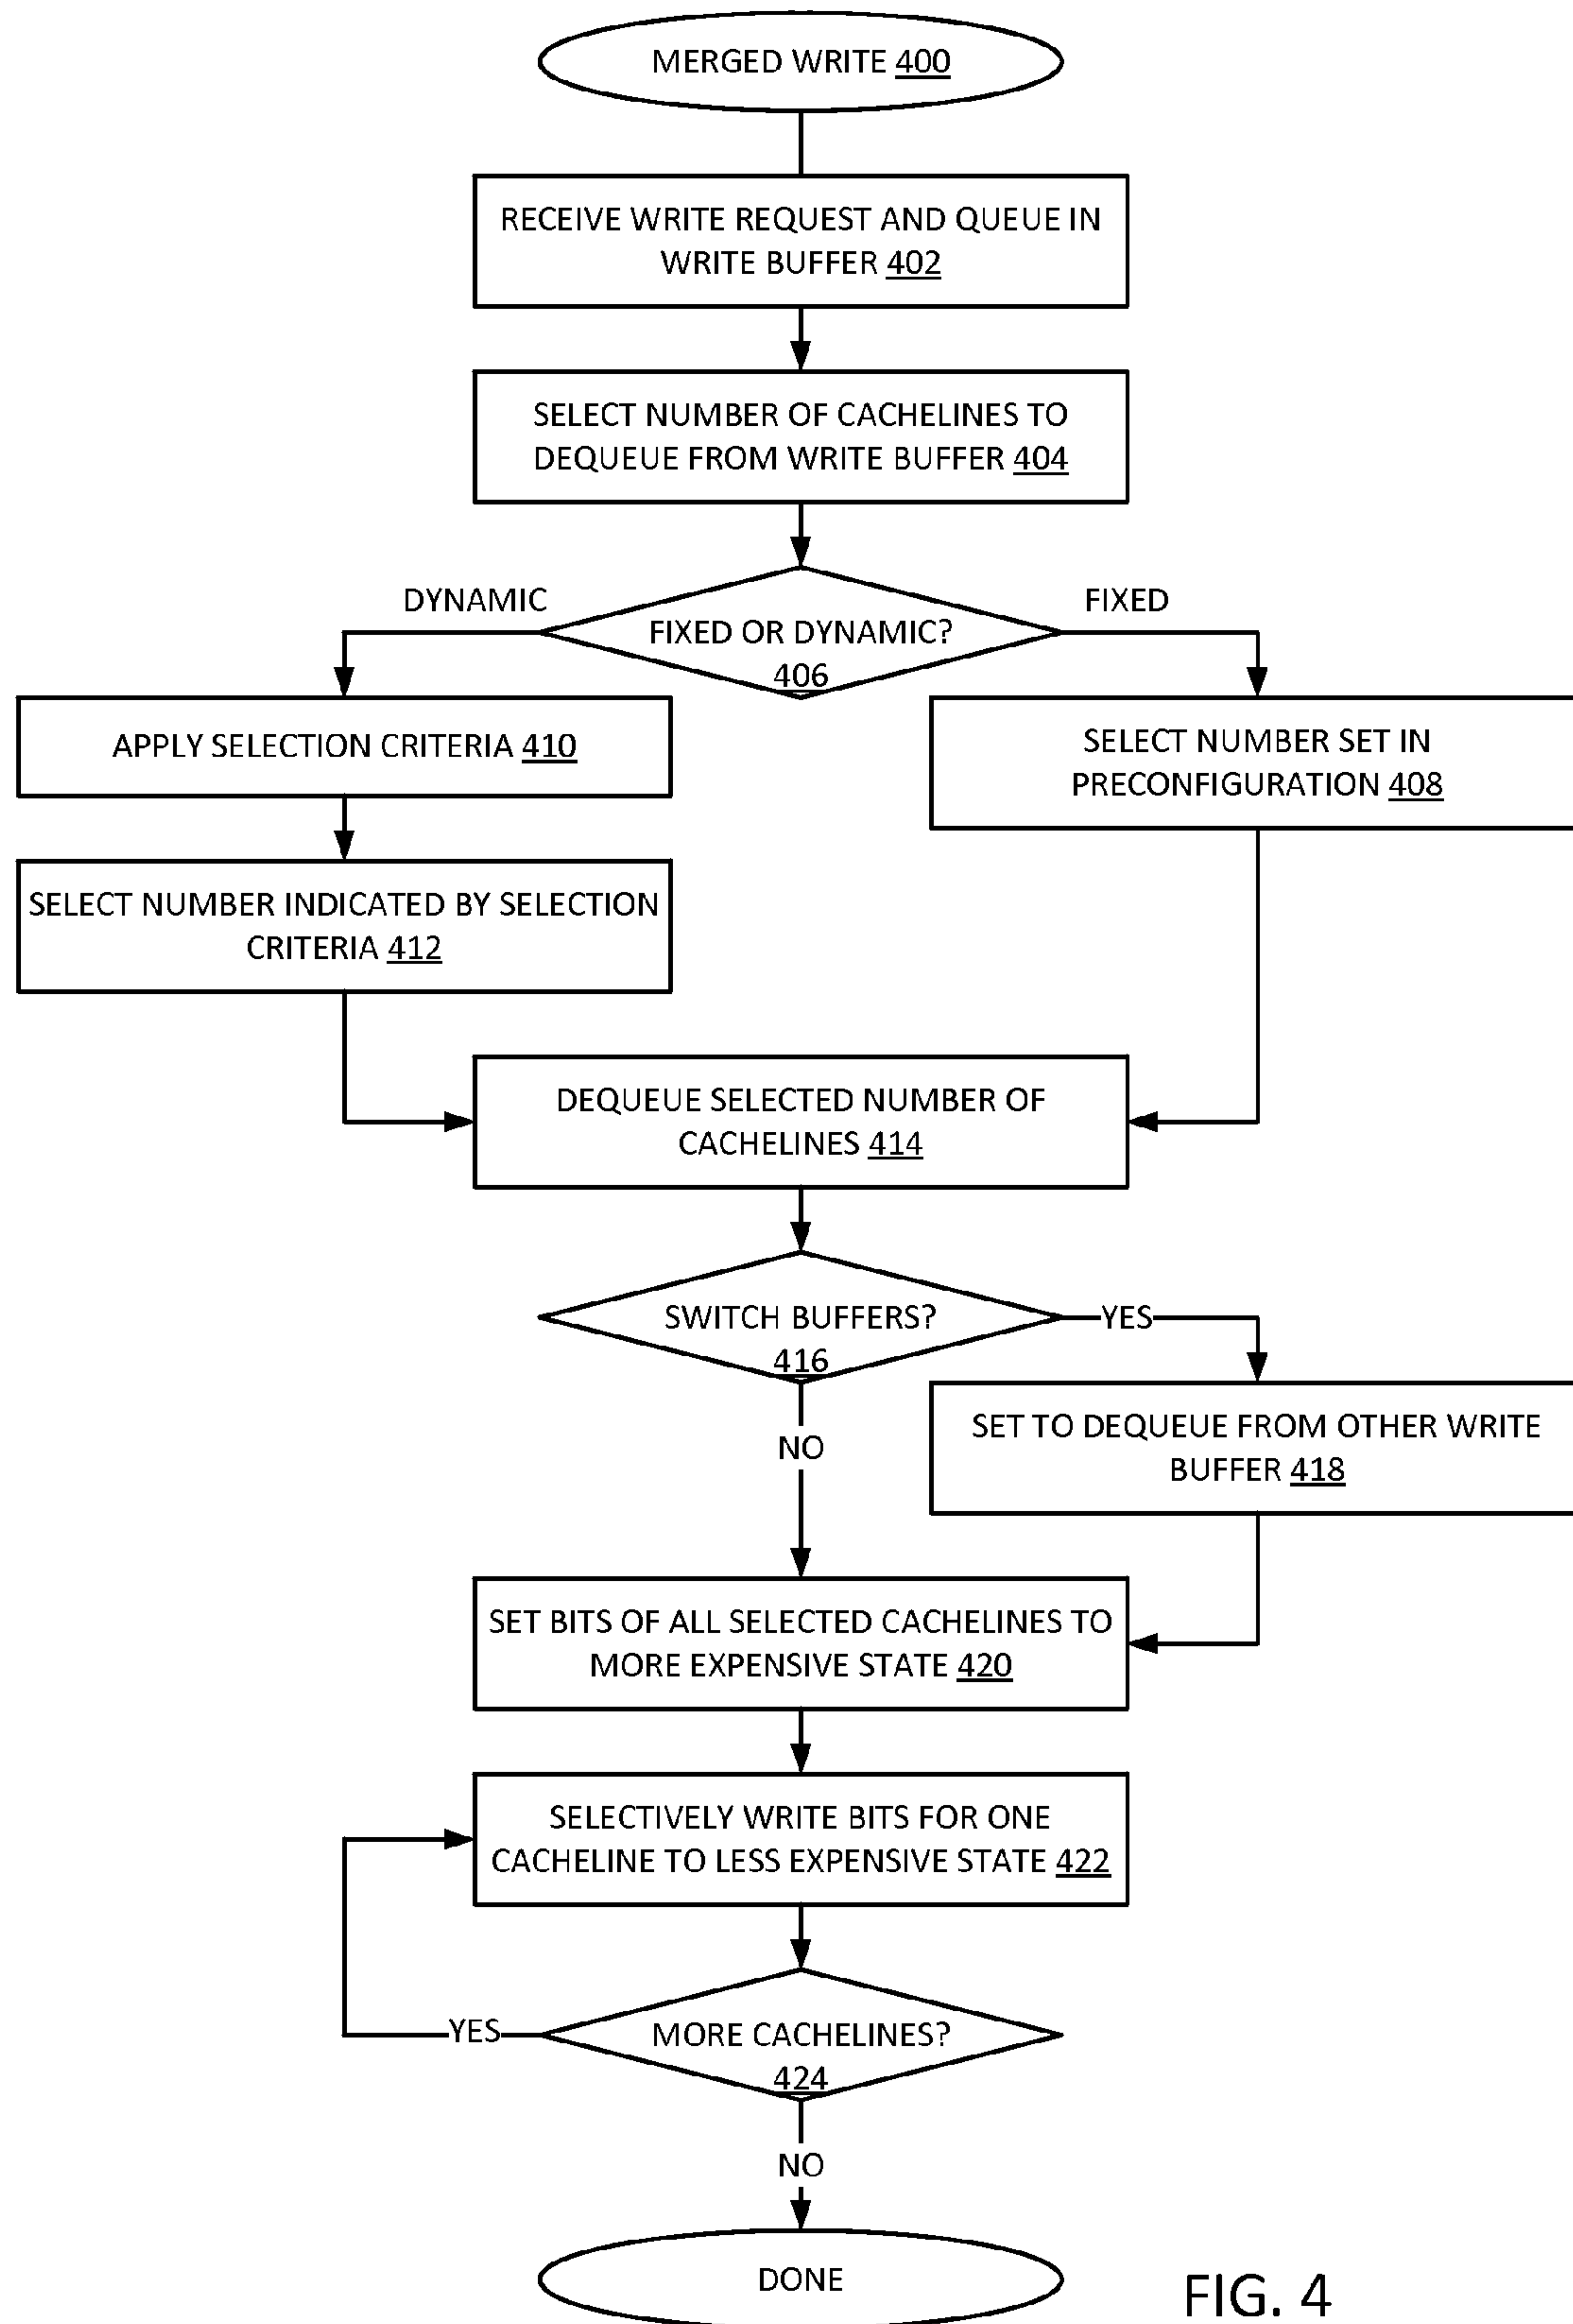 MERGED WRITE 400
RECEIVE WRITE REQUEST AND QUEUE IN
WRITE BUFFER 402
SELECT NUMBER OF CACHELINES TO
DEQUEUE FROM WRITE BUFFER 404
DYNAMIC
FIXED
FIXED OR DYNAMIC?
406
APPLY SELECTION CRITERIA 410
SELECT NUMBER SET IN
PRECONFIGURATION 408
SELECT NUMBER INDICATED BY SELECTION
CRITERIA 412
DEQUEUE SELECTED NUMBER OF
CACHELINES 414
SWITCH BUFFERS?
416
YES
NO
SET TO DEQUEUE FROM OTHER WRITE
BUFFER 418
SET BITS OF ALL SELECTED CACHELINES TO
MORE EXPENSIVE STATE 420
SELECTIVELY WRITE BITS FOR ONE
CACHELINE TO LESS EXPENSIVE STATE 422
YES
MORE CACHELINES?
424
NO
DONE
FIG. 4